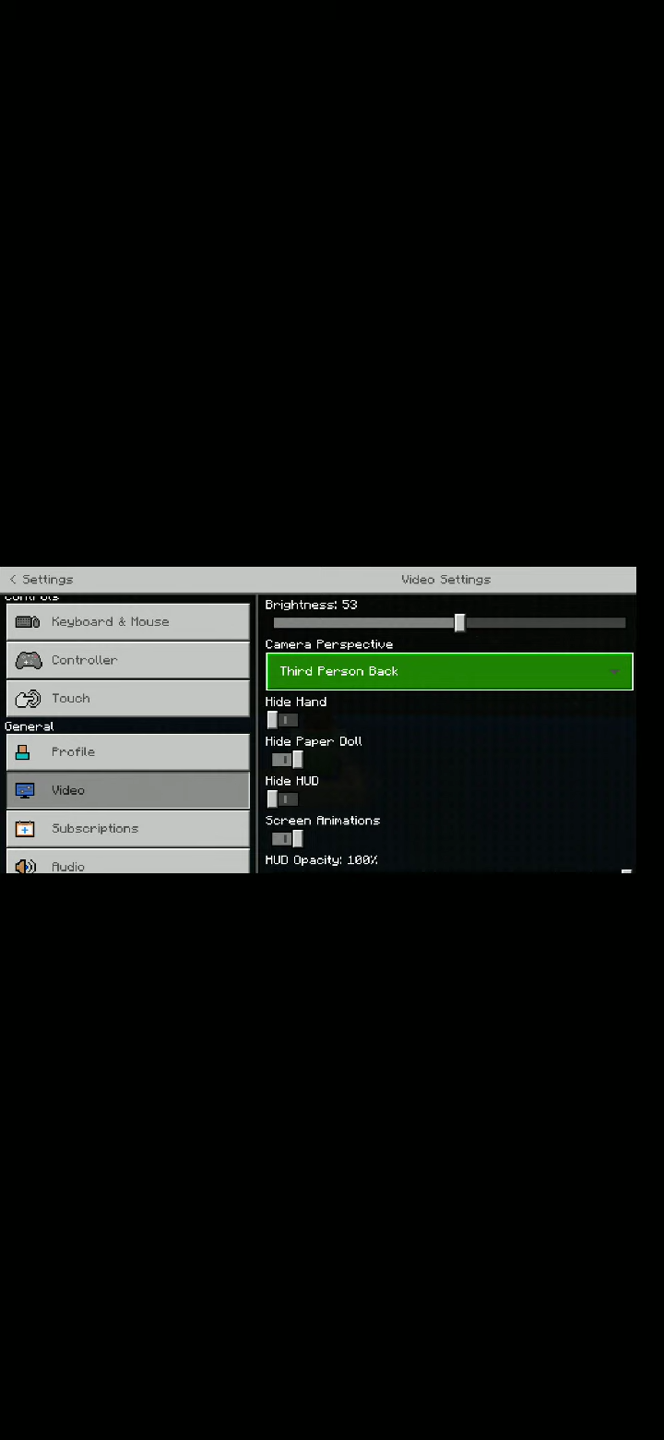 < Settings
Video Settings
Controls
Keyboard & Mouse
Controller
Touch
General
Profile
Video
Subscriptions
Audio
Brightness: 53
Camera Perspective
Third Person Back
Hide Hand
Hide Paper Doll
Hide HUD
Screen Animations
HUD Opacity: 100%